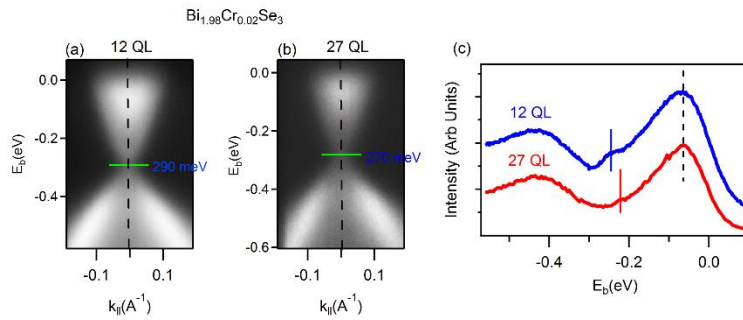 Bi1.98Cr0.02Se3
(a) 12 QL
0.0
-0.2
-0.4
Eb(eV)
290 meV
-0.1 0.1
k||(A-1)
(b) 27 QL
0.0
-0.2
-0.4
-0.6
Eb(eV)
270 meV
-0.1 0.1
k||(A-1)
(c)
Intensity (Arb Units)
12 QL
27 QL
-0.4 -0.2 0.0
Eb(eV)